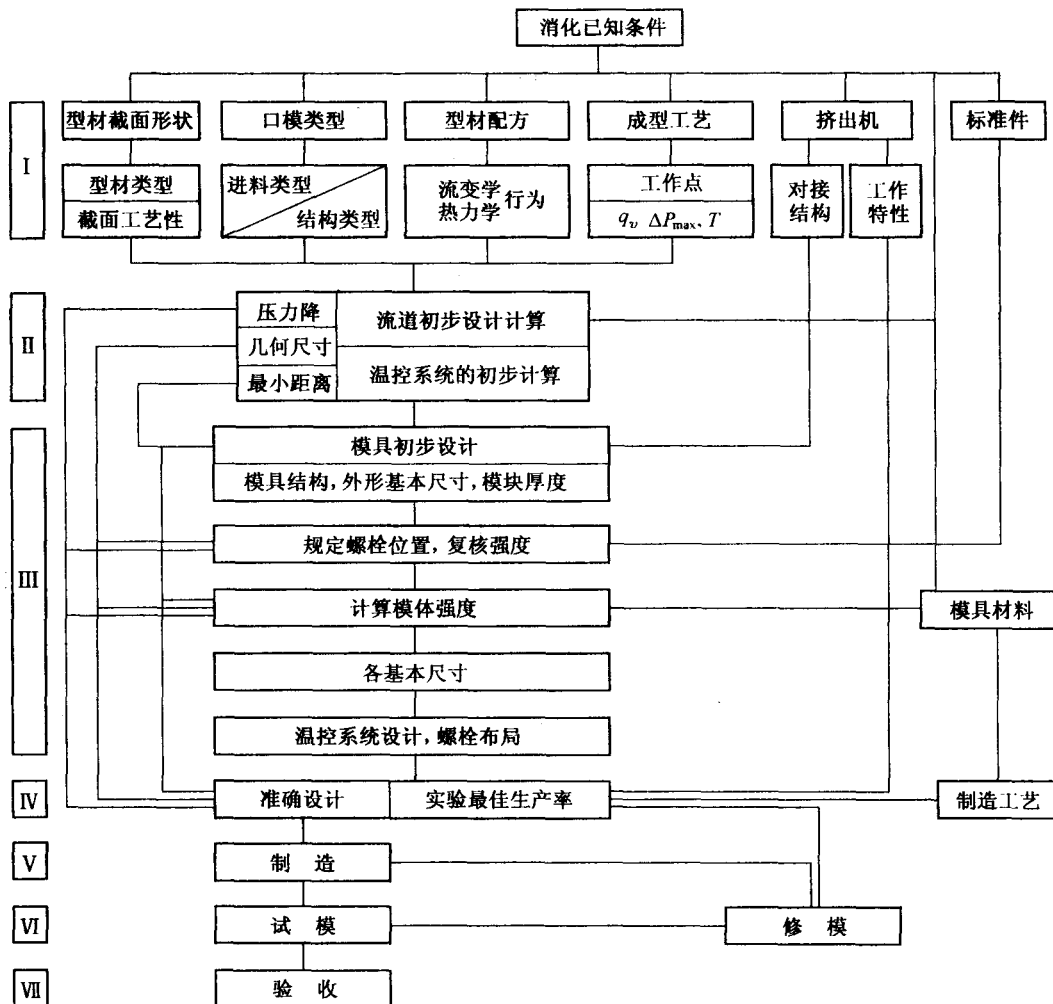 消化已知条件
Ⅰ
型材截面形状
口模类型
型材配方
成型工艺
挤出机
标准件
型材类型
截面工艺性
进料类型
结构类型
流变学
热力学
行为
工作点
q_v ΔP_max, T
对接
结构
工作
特性
Ⅱ
压力降
几何尺寸
最小距离
流道初步设计计算
温控系统的初步计算
Ⅲ
模具初步设计
模具结构,外形基本尺寸,模块厚度
规定螺栓位置,复核强度
计算模体强度
模具材料
各基本尺寸
温控系统设计,螺栓布局
Ⅳ
准确设计
实验最佳生产率
制造工艺
Ⅴ
制 造
Ⅵ
试 模
修 模
Ⅶ
验 收